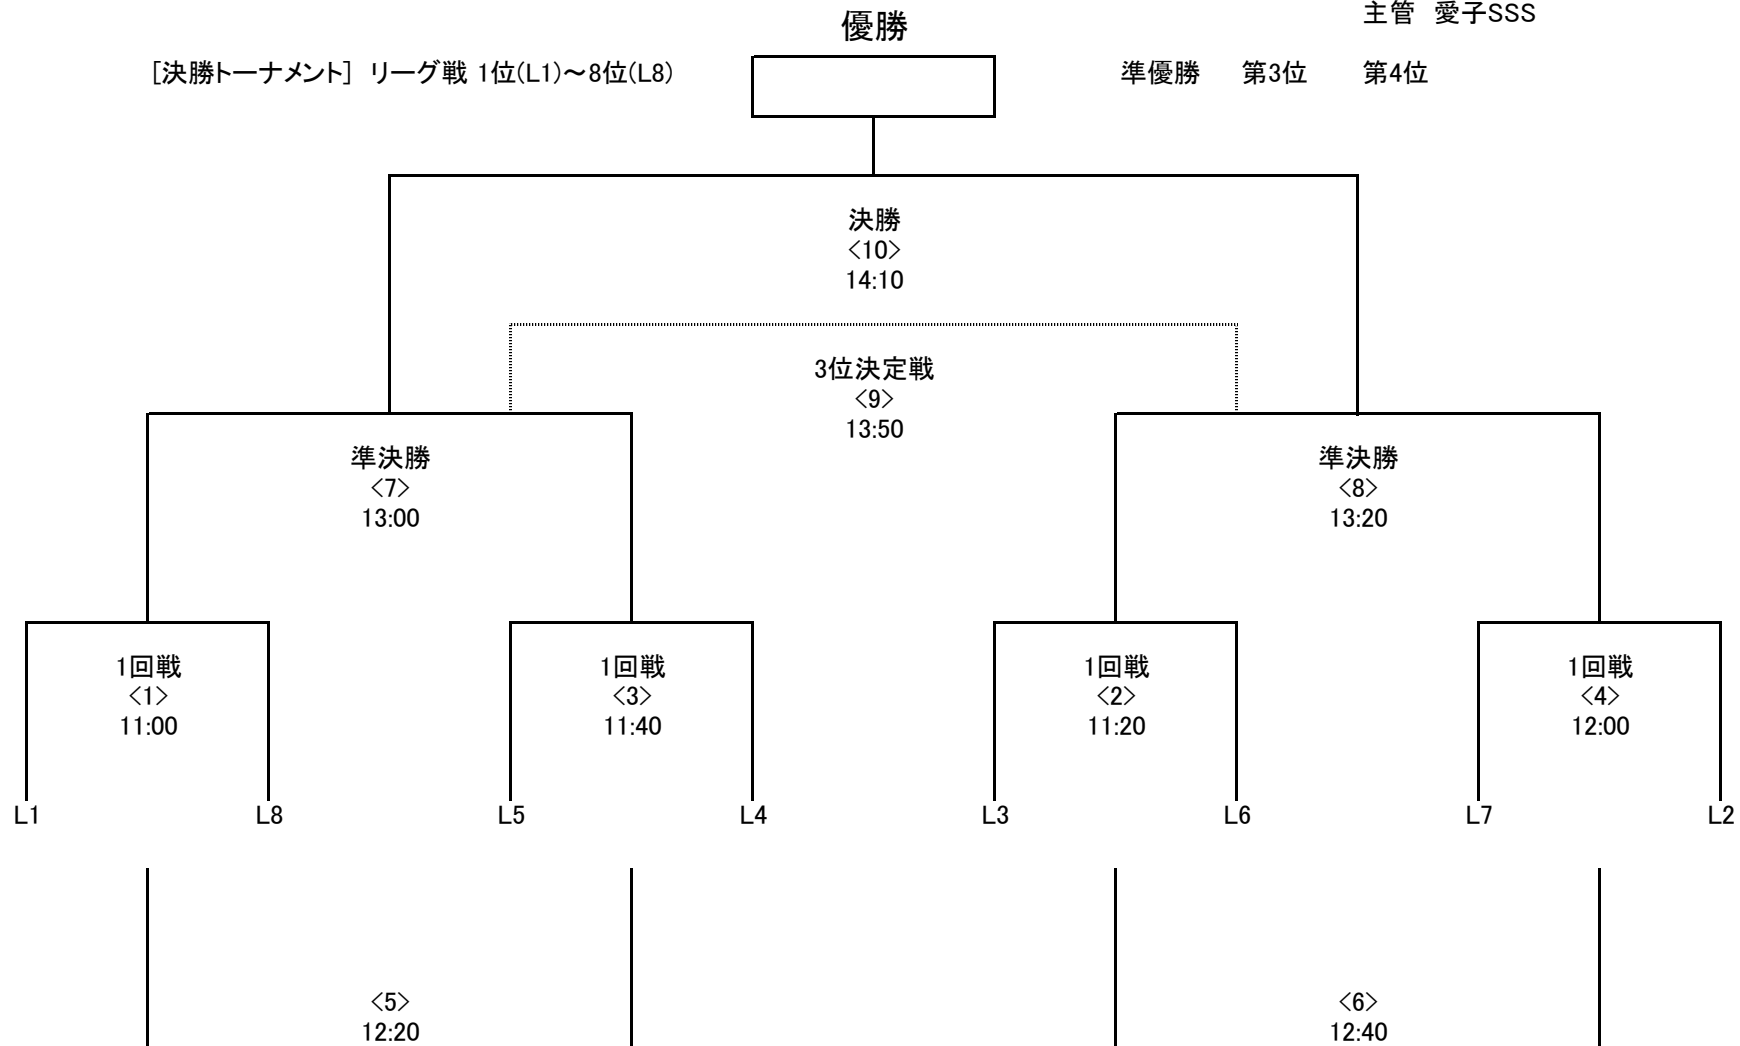 主管 愛子SSS
優勝
[決勝トーナメント] リーグ戦 1位(L1)～8位(L8)
準優勝 第3位 第4位
決勝
<10>
14:10
3位決定戦
<9>
13:50
準決勝
<7>
13:00
準決勝
<8>
13:20
1回戦
<1>
11:00
1回戦
<3>
11:40
1回戦
<2>
11:20
1回戦
<4>
12:00
L1 L8 L5 L4 L3 L6 L7 L2
<5>
12:20
<6>
12:40